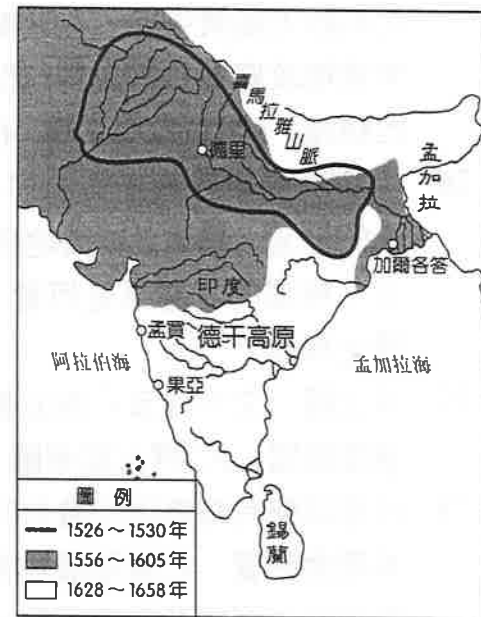 喜馬拉雅山脈
德里
孟加拉
加爾各答
印度
孟買
德干高原
阿拉伯海
孟加拉海
果亞
錫蘭
圖例
1526～1530年
1556～1605年
1628～1658年